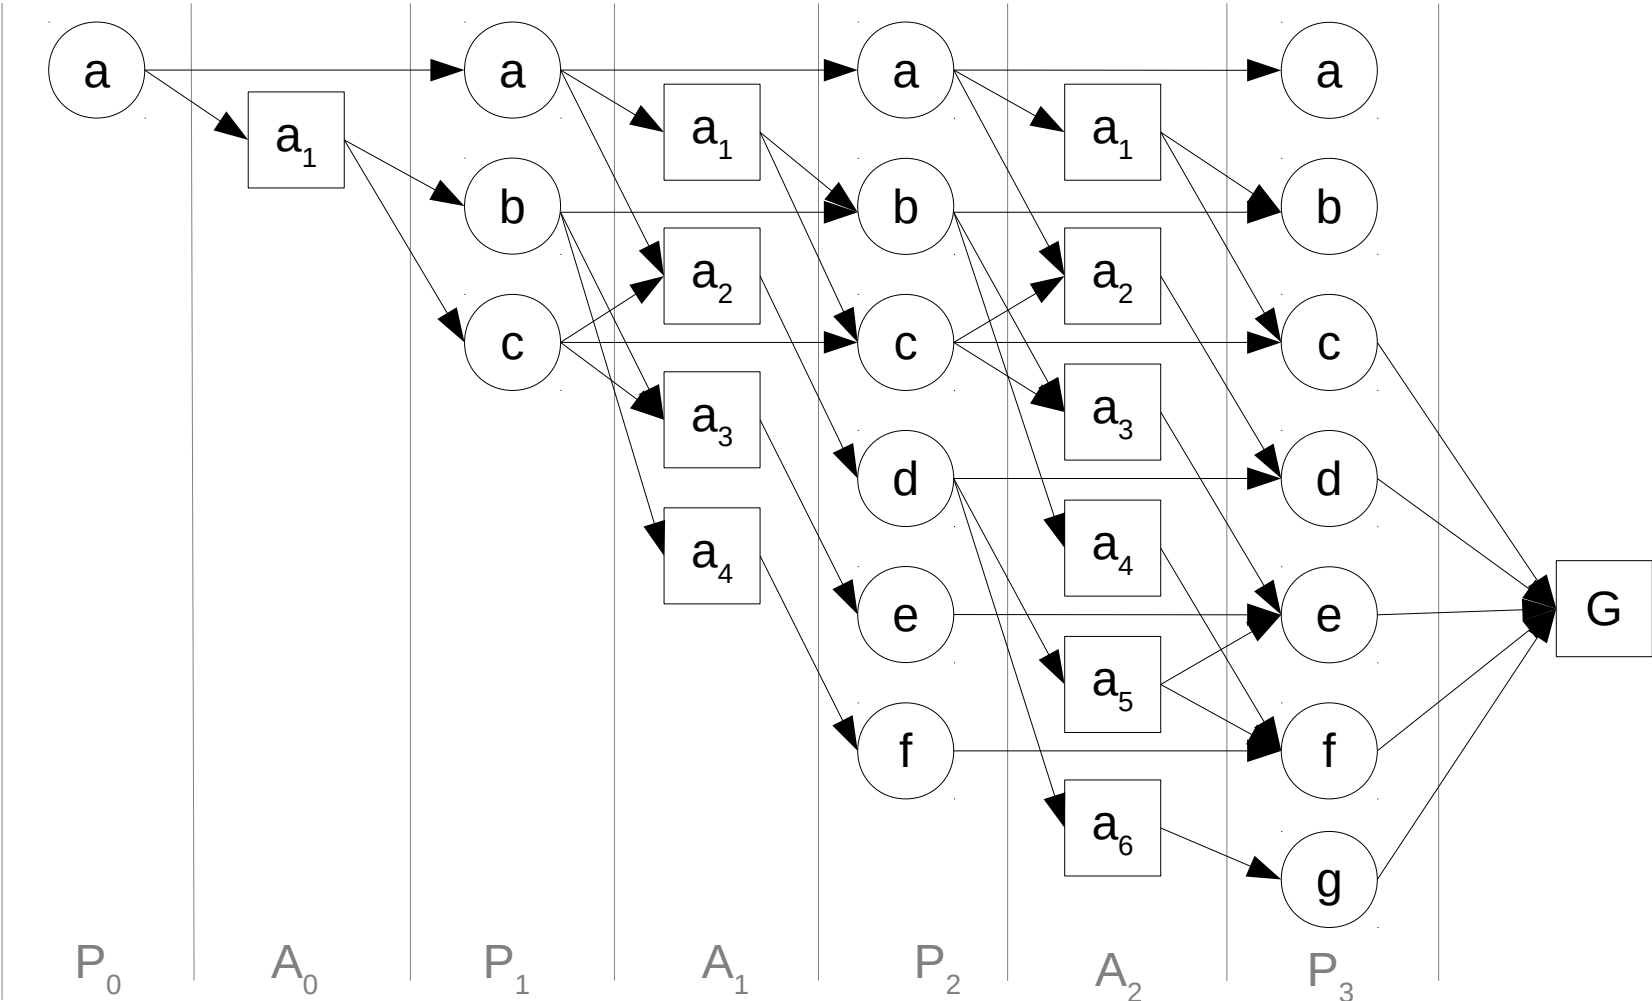 a a a a
a₁ a₁ a₁
b b b
a₂ a₂
c c c
a₃ a₃
d d
a₄ a₄
e e G
a₅
f f
a₆
g
P₀ A₀ P₁ A₁ P₂ A₂ P₃